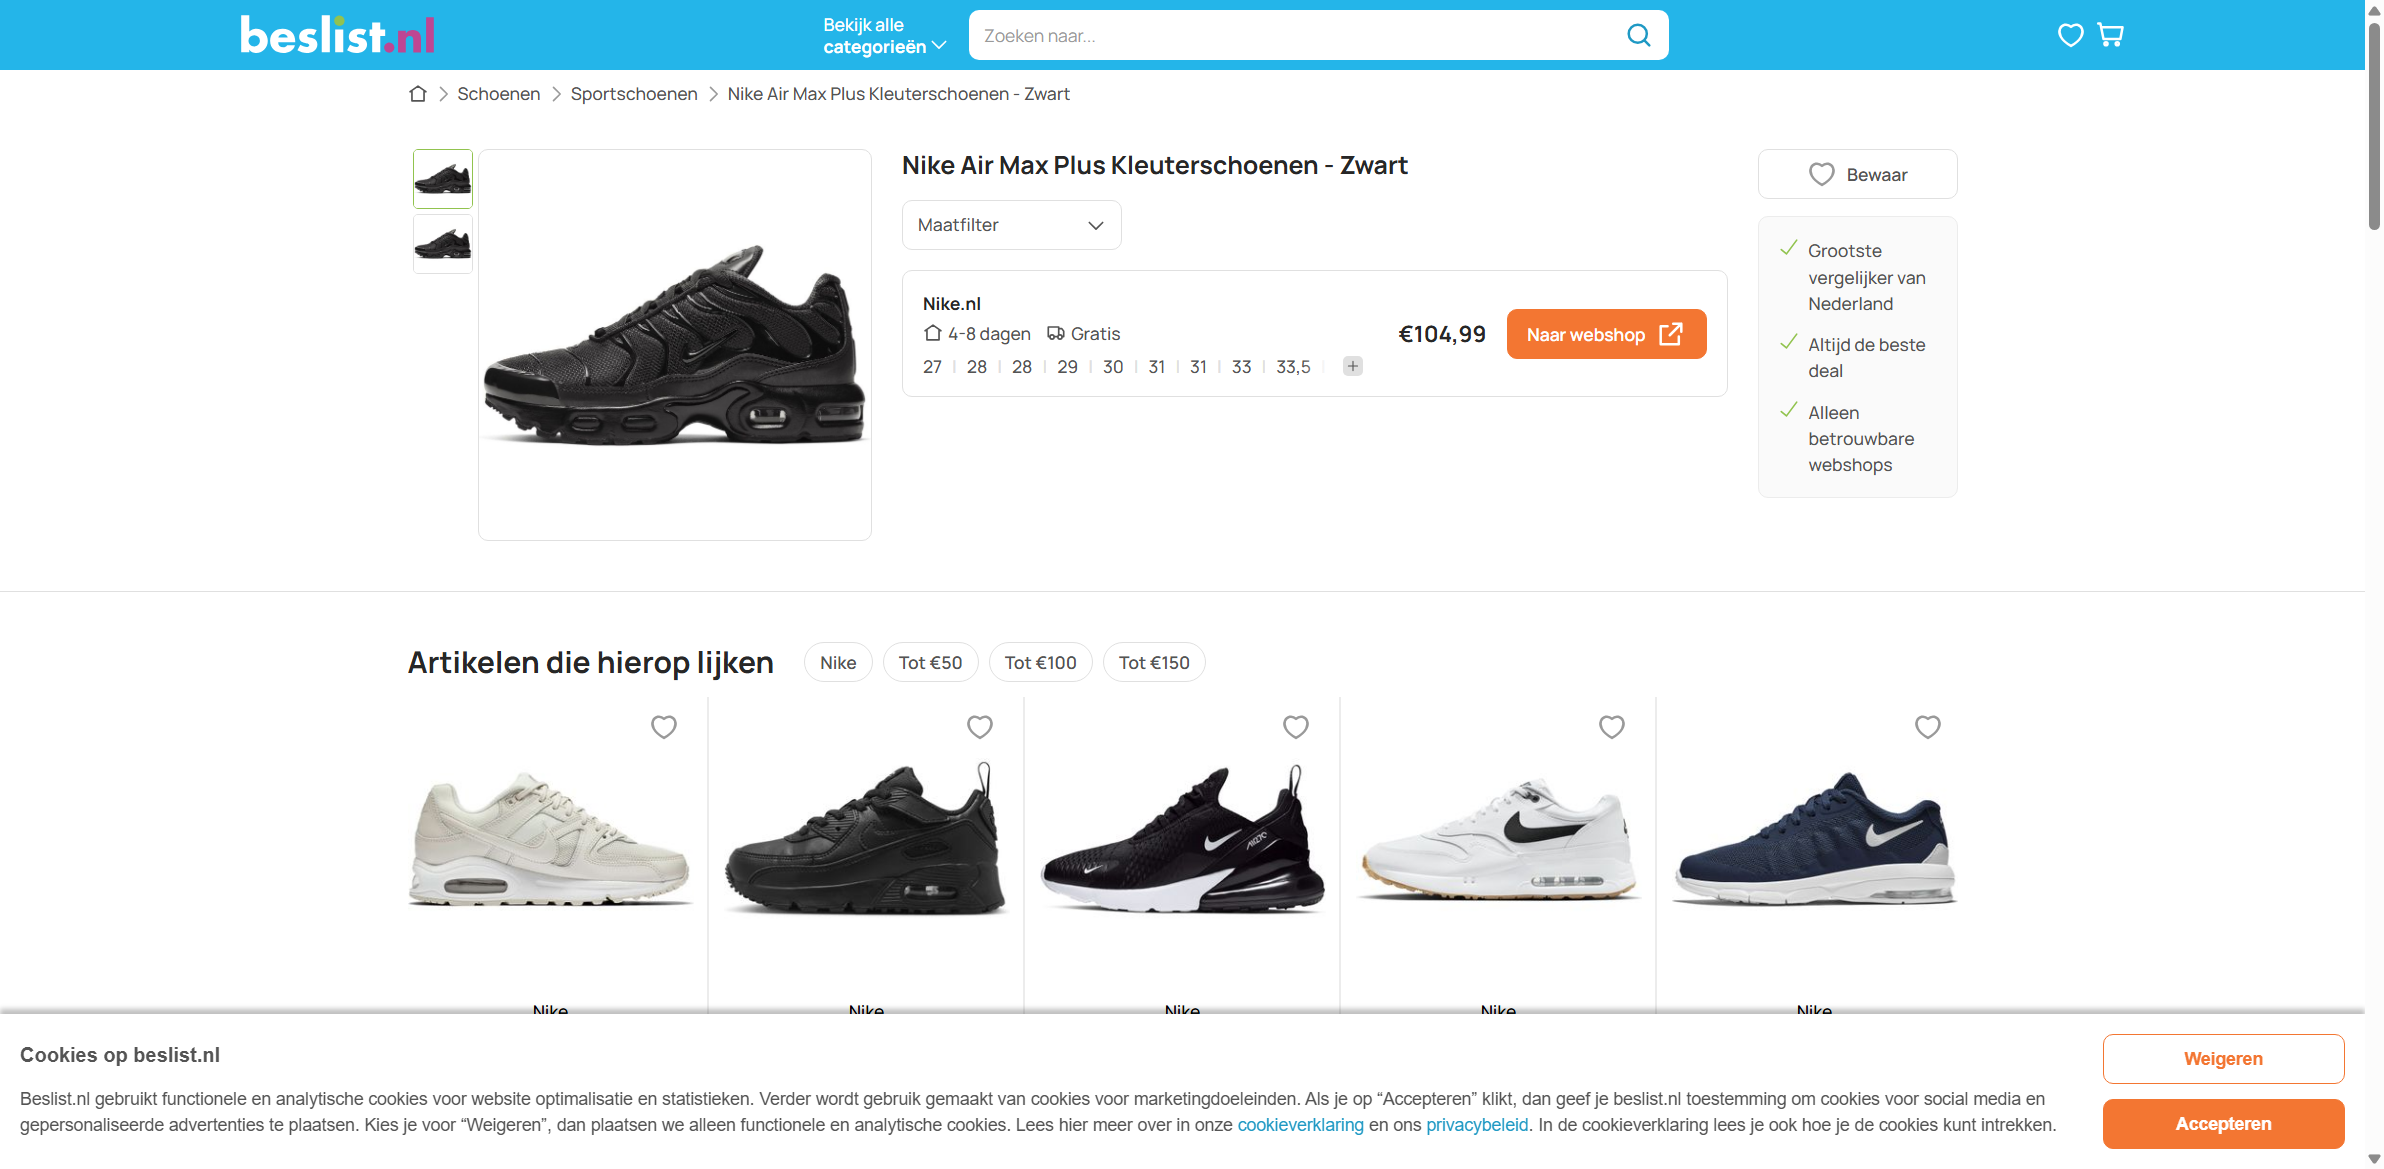 beslist.nl
Bekijk alle
categorieën
Zoeken naar...
Schoenen
Sportschoenen
Nike Air Max Plus Kleuterschoenen - Zwart
Nike Air Max Plus Kleuterschoenen - Zwart
Maatfilter
Nike.nl
4-8 dagen Gratis
27 28 28 29 30 31 31 33 33,5 +
€104,99
Naar webshop
Bewaar
Grootste
vergelijker van
Nederland
Altijd de beste
deal
Alleen
betrouwbare
webshops
Artikelen die hierop lijken
Nike
Tot €50
Tot €100
Tot €150
Nike
Nike
Nike
Nike
Nike
Cookies op beslist.nl
Beslist.nl gebruikt functionele en analytische cookies voor website optimalisatie en statistieken. Verder wordt gebruik gemaakt van cookies voor marketingdoeleinden. Als je op “Accepteren” klikt, dan geef je beslist.nl toestemming om cookies voor social media en
gepersonaliseerde advertenties te plaatsen. Kies je voor “Weigeren”, dan plaatsen we alleen functionele en analytische cookies. Lees hier meer over in onze cookieverklaring en ons privacybeleid. In de cookieverklaring lees je ook hoe je de cookies kunt intrekken.
Weigeren
Accepteren